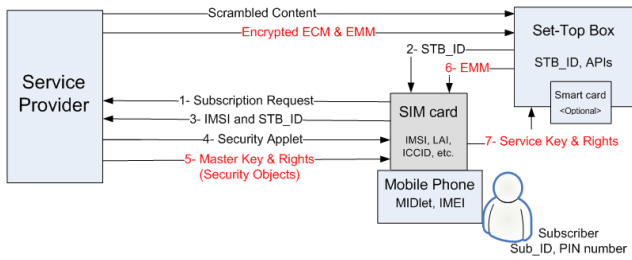 Scrambled Content
Encrypted ECM & EMM
Set-Top Box
STB_ID, APIs
Smart card
<Optional>
2- STB_ID
6- EMM
Service
Provider
1- Subscription Request
3- IMSI and STB_ID
4- Security Applet
5- Master Key & Rights
(Security Objects)
SIM card
IMSI, LAI,
ICCID, etc.
7- Service Key & Rights
Mobile Phone
MIDlet, IMEI
Subscriber
Sub_ID, PIN number